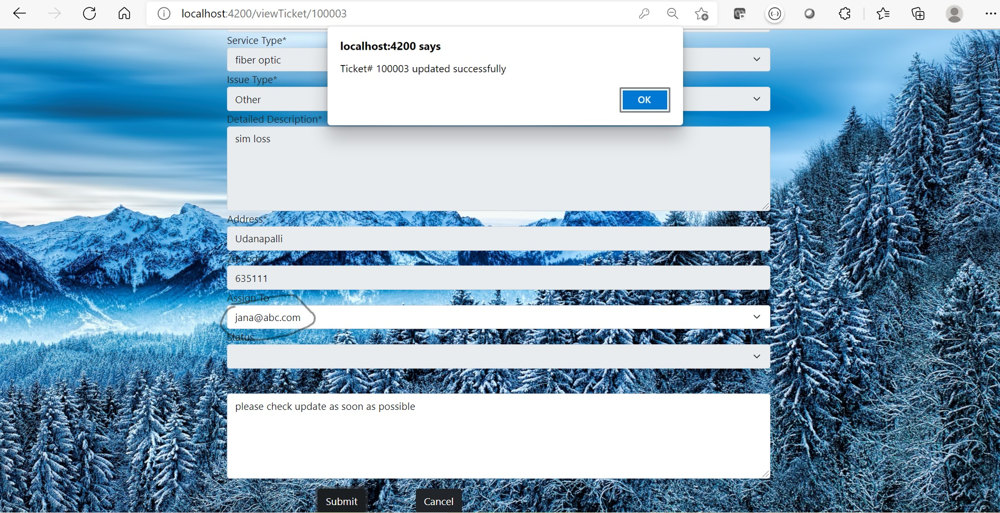 localhost:4200/viewTicket/100003
localhost:4200 says
Ticket# 100003 updated successfully
OK
Service Type*
fiber optic
Issue Type*
Other
Detailed Description*
sim loss
Address*
Udanapalli
Zipcode*
635111
Assign To
jana@abc.com
Status
please check update as soon as possible
Submit
Cancel